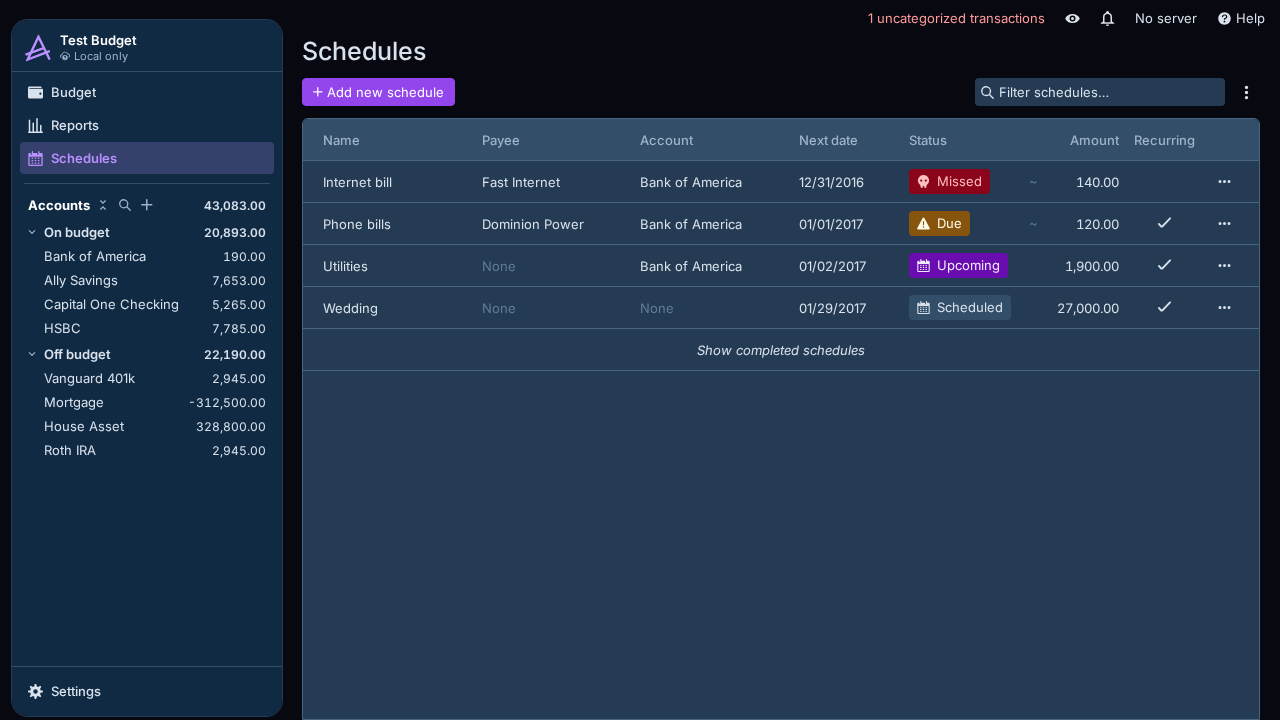 1 uncategorized transactions
No server
Help
Test Budget
Local only
Budget
Reports
Schedules
Accounts 43,083.00
On budget 20,893.00
Bank of America 190.00
Ally Savings 7,653.00
Capital One Checking 5,265.00
HSBC 7,785.00
Off budget 22,190.00
Vanguard 401k 2,945.00
Mortgage -312,500.00
House Asset 328,800.00
Roth IRA 2,945.00
Settings
Schedules
Add new schedule
Filter schedules...
Name Payee Account Next date Status Amount Recurring
Internet bill Fast Internet Bank of America 12/31/2016 Missed ~ 140.00
Phone bills Dominion Power Bank of America 01/01/2017 Due ~ 120.00
Utilities None Bank of America 01/02/2017 Upcoming 1,900.00
Wedding None None 01/29/2017 Scheduled 27,000.00
Show completed schedules